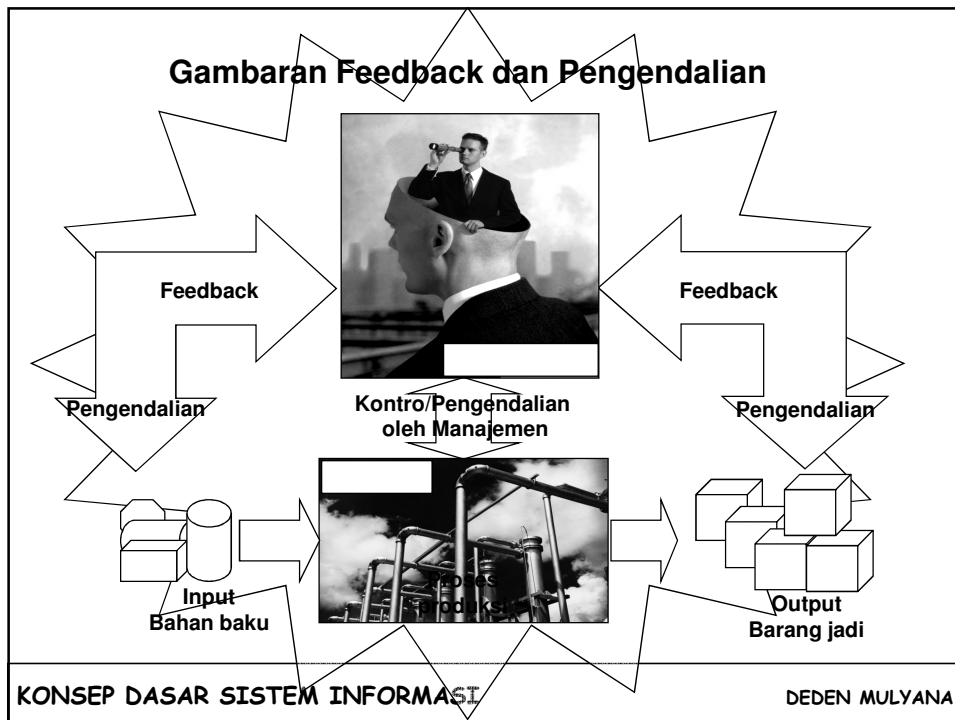 Gambaran Feedback dan Pengendalian
Feedback
Feedback
Pengendalian
Kontro/Pengendalian
oleh Manajemen
Pengendalian
Proses
produksi
Input
Bahan baku
Output
Barang jadi
KONSEP DASAR SISTEM INFORMASI
DEDEN MULYANA